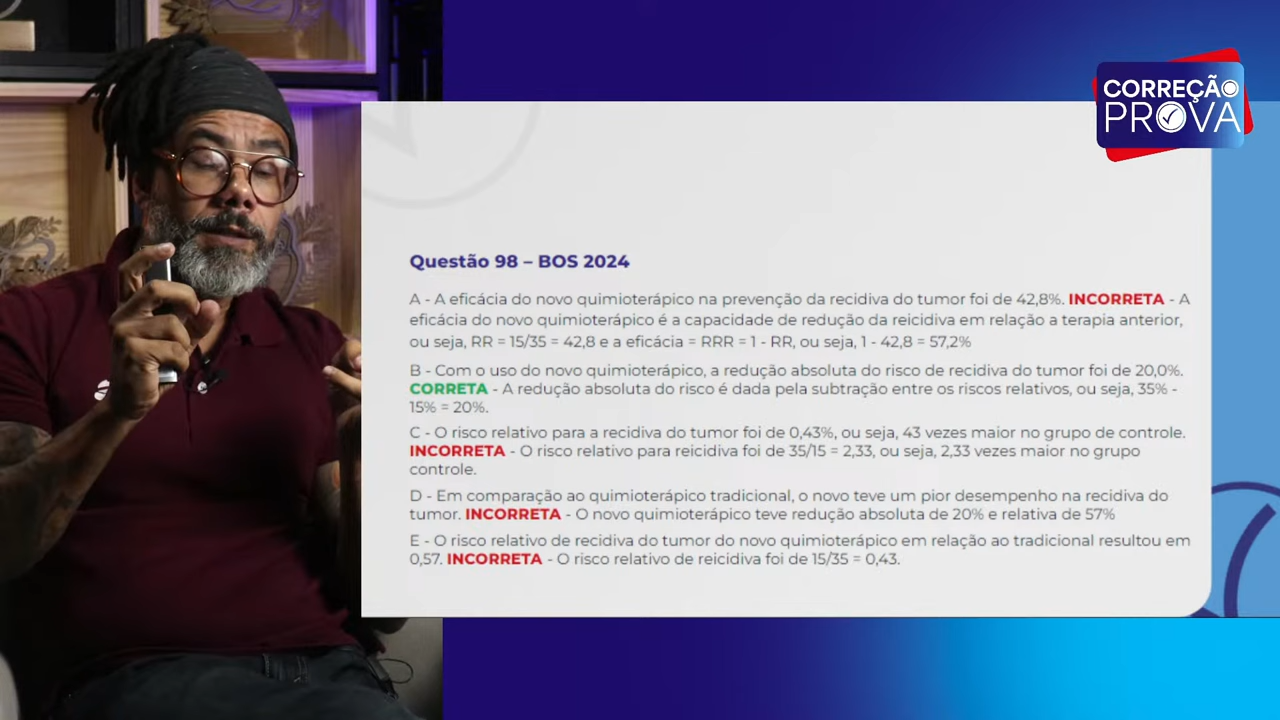 CORREÇÃO
PROVA
Questão 98 – BOS 2024
A - A eficácia do novo quimioterápico na prevenção da recidiva do tumor foi de 42,8%. INCORRETA - A
eficácia do novo quimioterápico é a capacidade de redução da reicidiva em relação a terapia anterior,
ou seja, RR = 15/35 = 42,8 e a eficácia = RRR = 1 - RR, ou seja, 1 - 42,8 = 57,2%
B - Com o uso do novo quimioterápico, a redução absoluta do risco de recidiva do tumor foi de 20,0%.
CORRETA - A redução absoluta do risco é dada pela subtração entre os riscos relativos, ou seja, 35% -
15% = 20%.
C - O risco relativo para a recidiva do tumor foi de 0,43%, ou seja, 43 vezes maior no grupo de controle.
INCORRETA - O risco relativo para reicidiva foi de 35/15 = 2,33, ou seja, 2,33 vezes maior no grupo
controle.
D - Em comparação ao quimioterápico tradicional, o novo teve um pior desempenho na recidiva do
tumor. INCORRETA - O novo quimioterápico teve redução absoluta de 20% e relativa de 57%
E - O risco relativo de recidiva do tumor do novo quimioterápico em relação ao tradicional resultou em
0,57. INCORRETA - O risco relativo de reicidiva foi de 15/35 = 0,43.